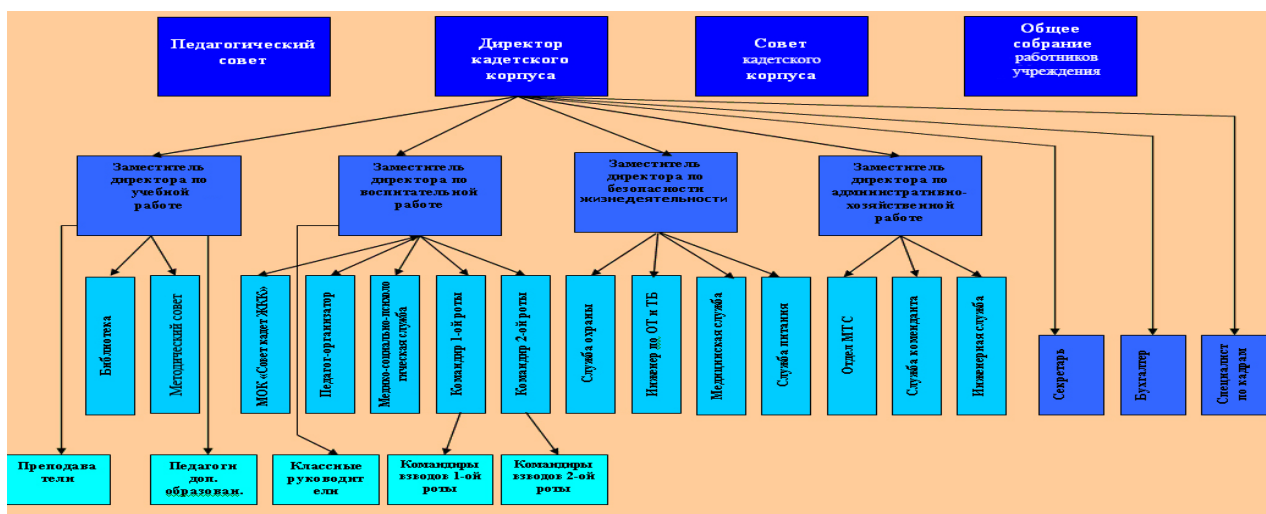 Педагогический
совет
Директор
кадетского
корпуса
Совет
кадетского
корпуса
Общее
собрание
работников
учреждения
Заместитель
директора по
учебной
работе
Заместитель
директора по
воспитательной
работе
Заместитель
директора по
безопасности
жизнедеятельности
Заместитель
директора по
административно-
хозяйственной
работе
Библиотека
Методический совет
МОК «Совет кадет ЖКК»
Педагог-организатор
Медико-социально-психоло
гическая служба
Командир 1-ой роты
Командир 2-ой роты
Служба охраны
Инженер по ОТ и ТБ
Медицинская служба
Служба питания
Отдел МТС
Служба коменданта
Инженерная служба
Секретарь
Бухгалтер
Специалист
по кадрам
Преподава
тели
Педагоги
доп.
образован.
Классные
руководит
ели
Командиры
взводов 1-ой
роты
Командиры
взводов 2-ой
роты